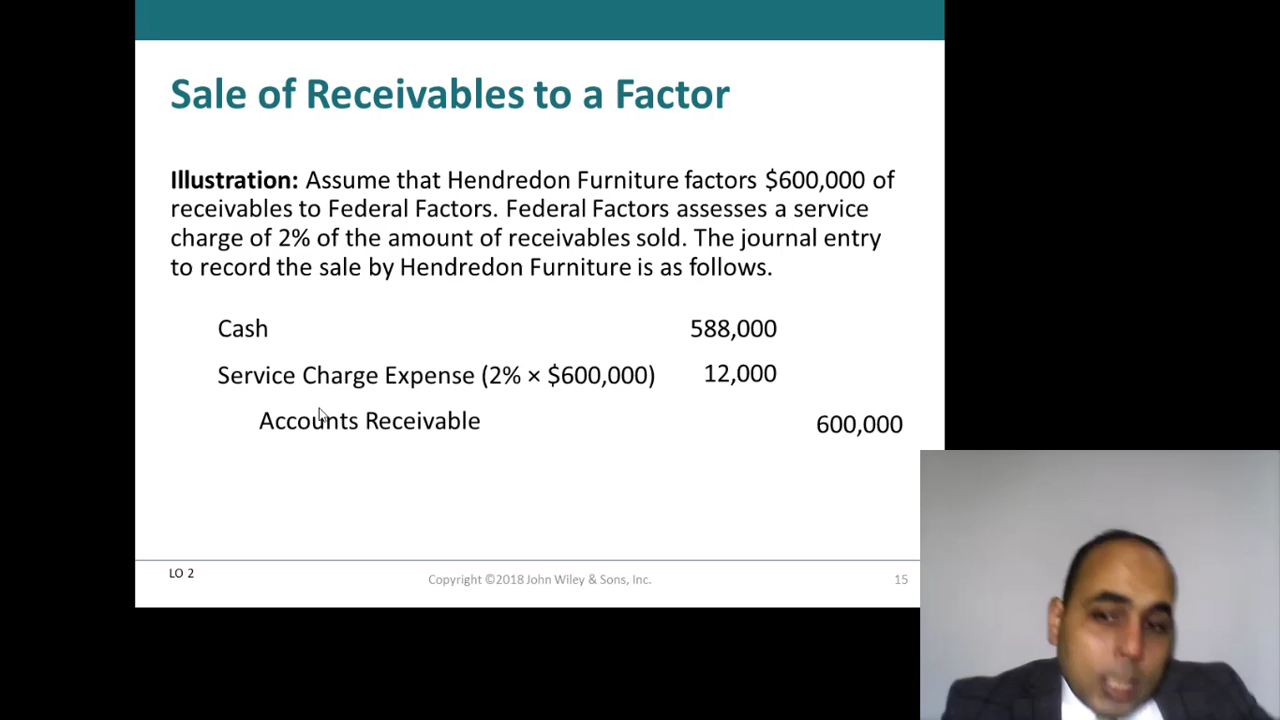 Sale of Receivables to a Factor
Illustration: Assume that Hendredon Furniture factors $600,000 of
receivables to Federal Factors. Federal Factors assesses a service
charge of 2% of the amount of receivables sold. The journal entry
to record the sale by Hendredon Furniture is as follows.
Cash 588,000
Service Charge Expense (2% × $600,000) 12,000
Accounts Receivable 600,000
LO 2 Copyright ©2018 John Wiley & Sons, Inc. 15